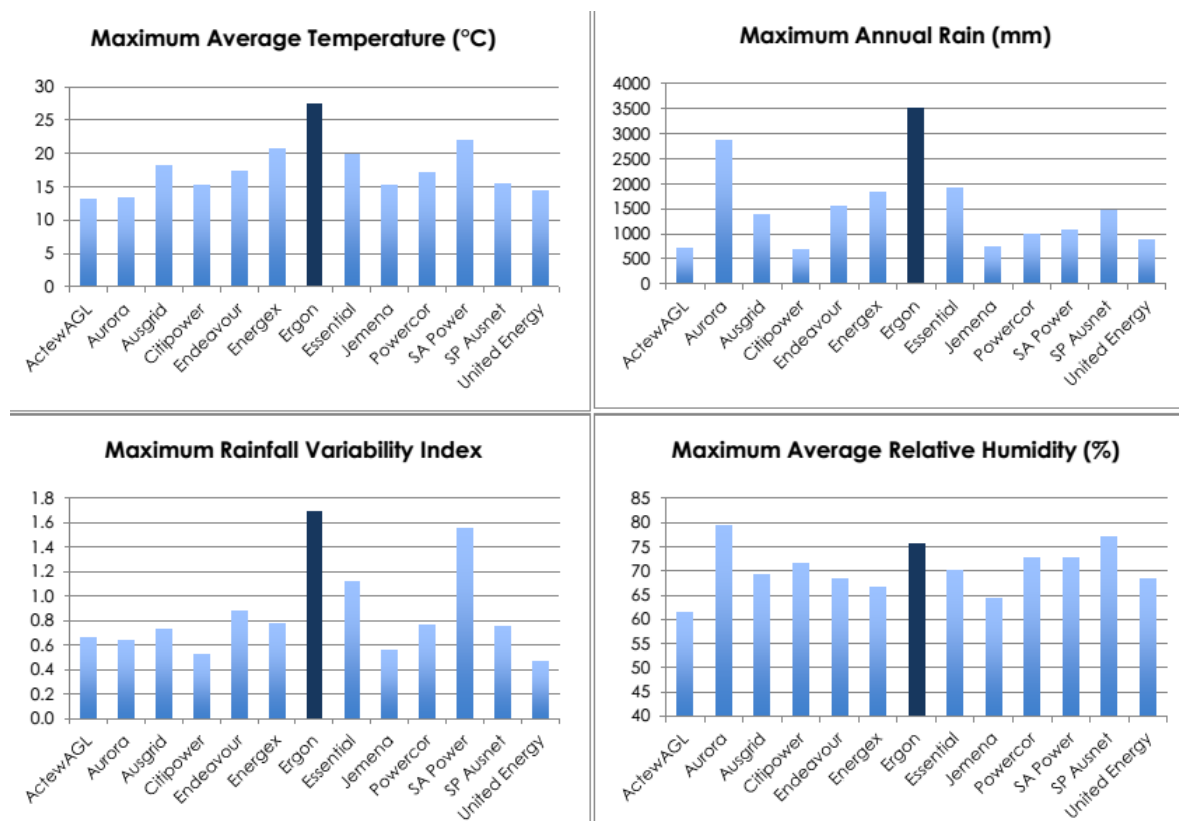 Maximum Average Temperature (°C)
30
25
20
15
10
5
0
ActewAGL
Aurora
Ausgrid
Citipower
Endeavour
Energex
Ergon
Essential
Jemena
Powercor
SA Power
SP Ausnet
United Energy
Maximum Annual Rain (mm)
4000
3500
3000
2500
2000
1500
1000
500
0
ActewAGL
Aurora
Ausgrid
Citipower
Endeavour
Energex
Ergon
Essential
Jemena
Powercor
SA Power
SP Ausnet
United Energy
Maximum Rainfall Variability Index
1.8
1.6
1.4
1.2
1.0
0.8
0.6
0.4
0.2
0.0
ActewAGL
Aurora
Ausgrid
Citipower
Endeavour
Energex
Ergon
Essential
Jemena
Powercor
SA Power
SP Ausnet
United Energy
Maximum Average Relative Humidity (%)
85
80
75
70
65
60
55
50
45
40
ActewAGL
Aurora
Ausgrid
Citipower
Endeavour
Energex
Ergon
Essential
Jemena
Powercor
SA Power
SP Ausnet
United Energy